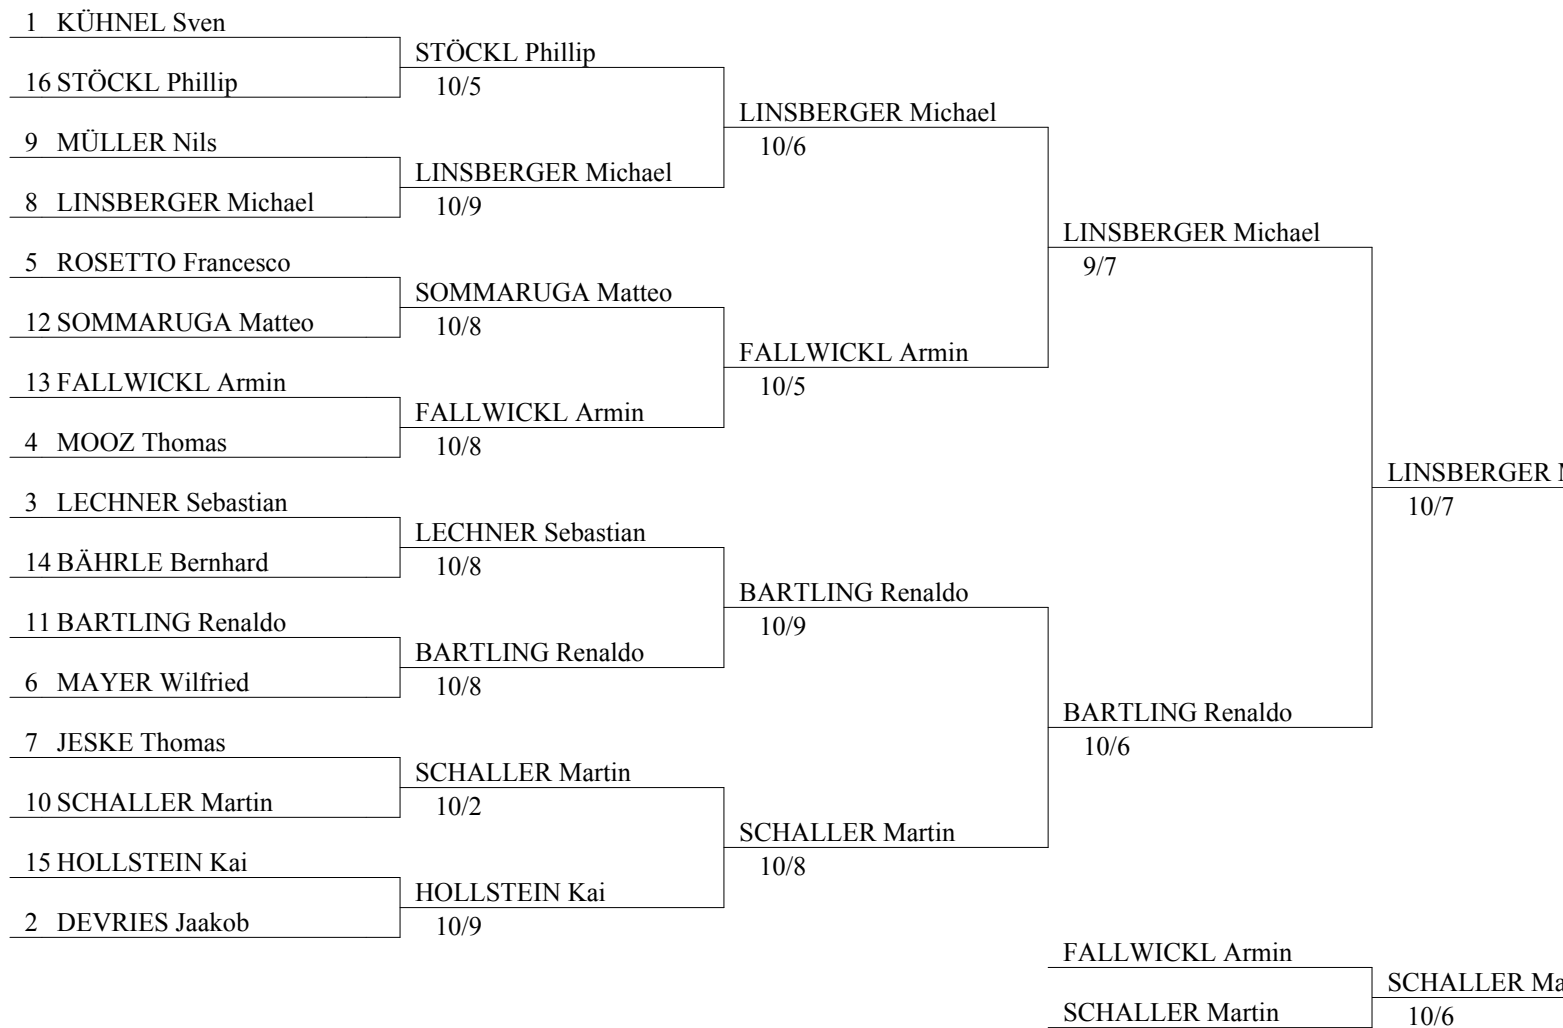 1 KÜHNEL Sven
STÖCKL Phillip
16 STÖCKL Phillip
10/5
LINSBERGER Michael
9 MÜLLER Nils
10/6
LINSBERGER Michael
8 LINSBERGER Michael
10/9
LINSBERGER Michael
5 ROSETTO Francesco
9/7
SOMMARUGA Matteo
12 SOMMARUGA Matteo
10/8
FALLWICKL Armin
13 FALLWICKL Armin
10/5
FALLWICKL Armin
4 MOOZ Thomas
10/8
LINSBERGER
3 LECHNER Sebastian
10/7
LECHNER Sebastian
14 BÄHRLE Bernhard
10/8
BARTLING Renaldo
11 BARTLING Renaldo
10/9
BARTLING Renaldo
6 MAYER Wilfried
10/8
BARTLING Renaldo
7 JESKE Thomas
10/6
SCHALLER Martin
10 SCHALLER Martin
10/2
SCHALLER Martin
15 HOLLSTEIN Kai
10/8
HOLLSTEIN Kai
2 DEVRIES Jaakob
10/9
FALLWICKL Armin
SCHALLER Ma
SCHALLER Martin
10/6